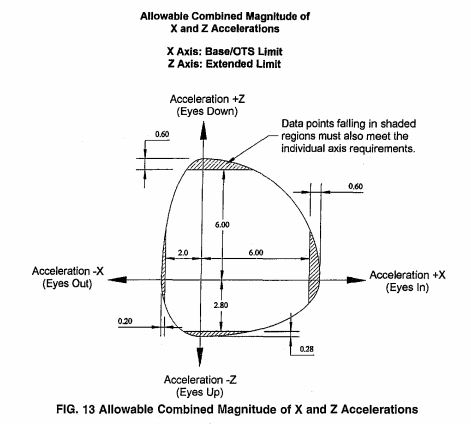 Allowable Combined Magnitude of
X and Z Accelerations
X Axis: Base/OTS Limit
Z Axis: Extended Limit
Acceleration +Z
(Eyes Down)
Data points falling in shaded
regions must also meet the
individual axis requirements.
0.60
0.60
6.00
2.0
6.00
Acceleration -X
(Eyes Out)
Acceleration +X
(Eyes In)
2.80
0.20
0.28
Acceleration -Z
(Eyes Up)
FIG. 13 Allowable Combined Magnitude of X and Z Accelerations